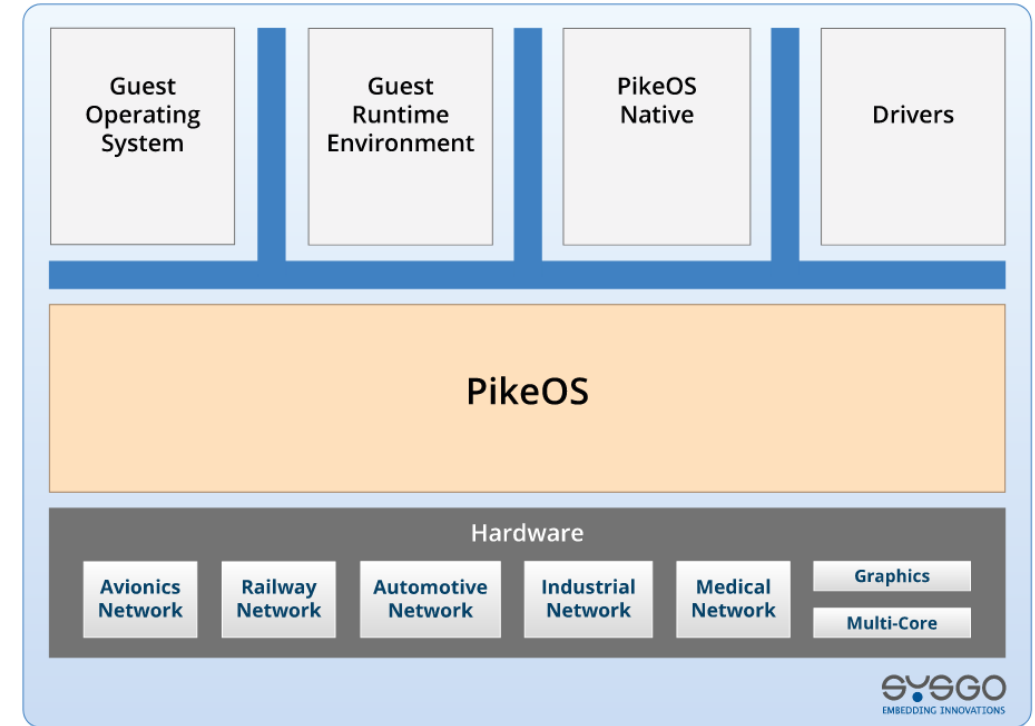 Guest
Operating
System
Guest
Runtime
Environment
PikeOS
Native
Drivers
PikeOS
Hardware
Avionics
Network
Railway
Network
Automotive
Network
Industrial
Network
Medical
Network
Graphics
Multi-Core
SYSGO
EMBEDDING INNOVATIONS